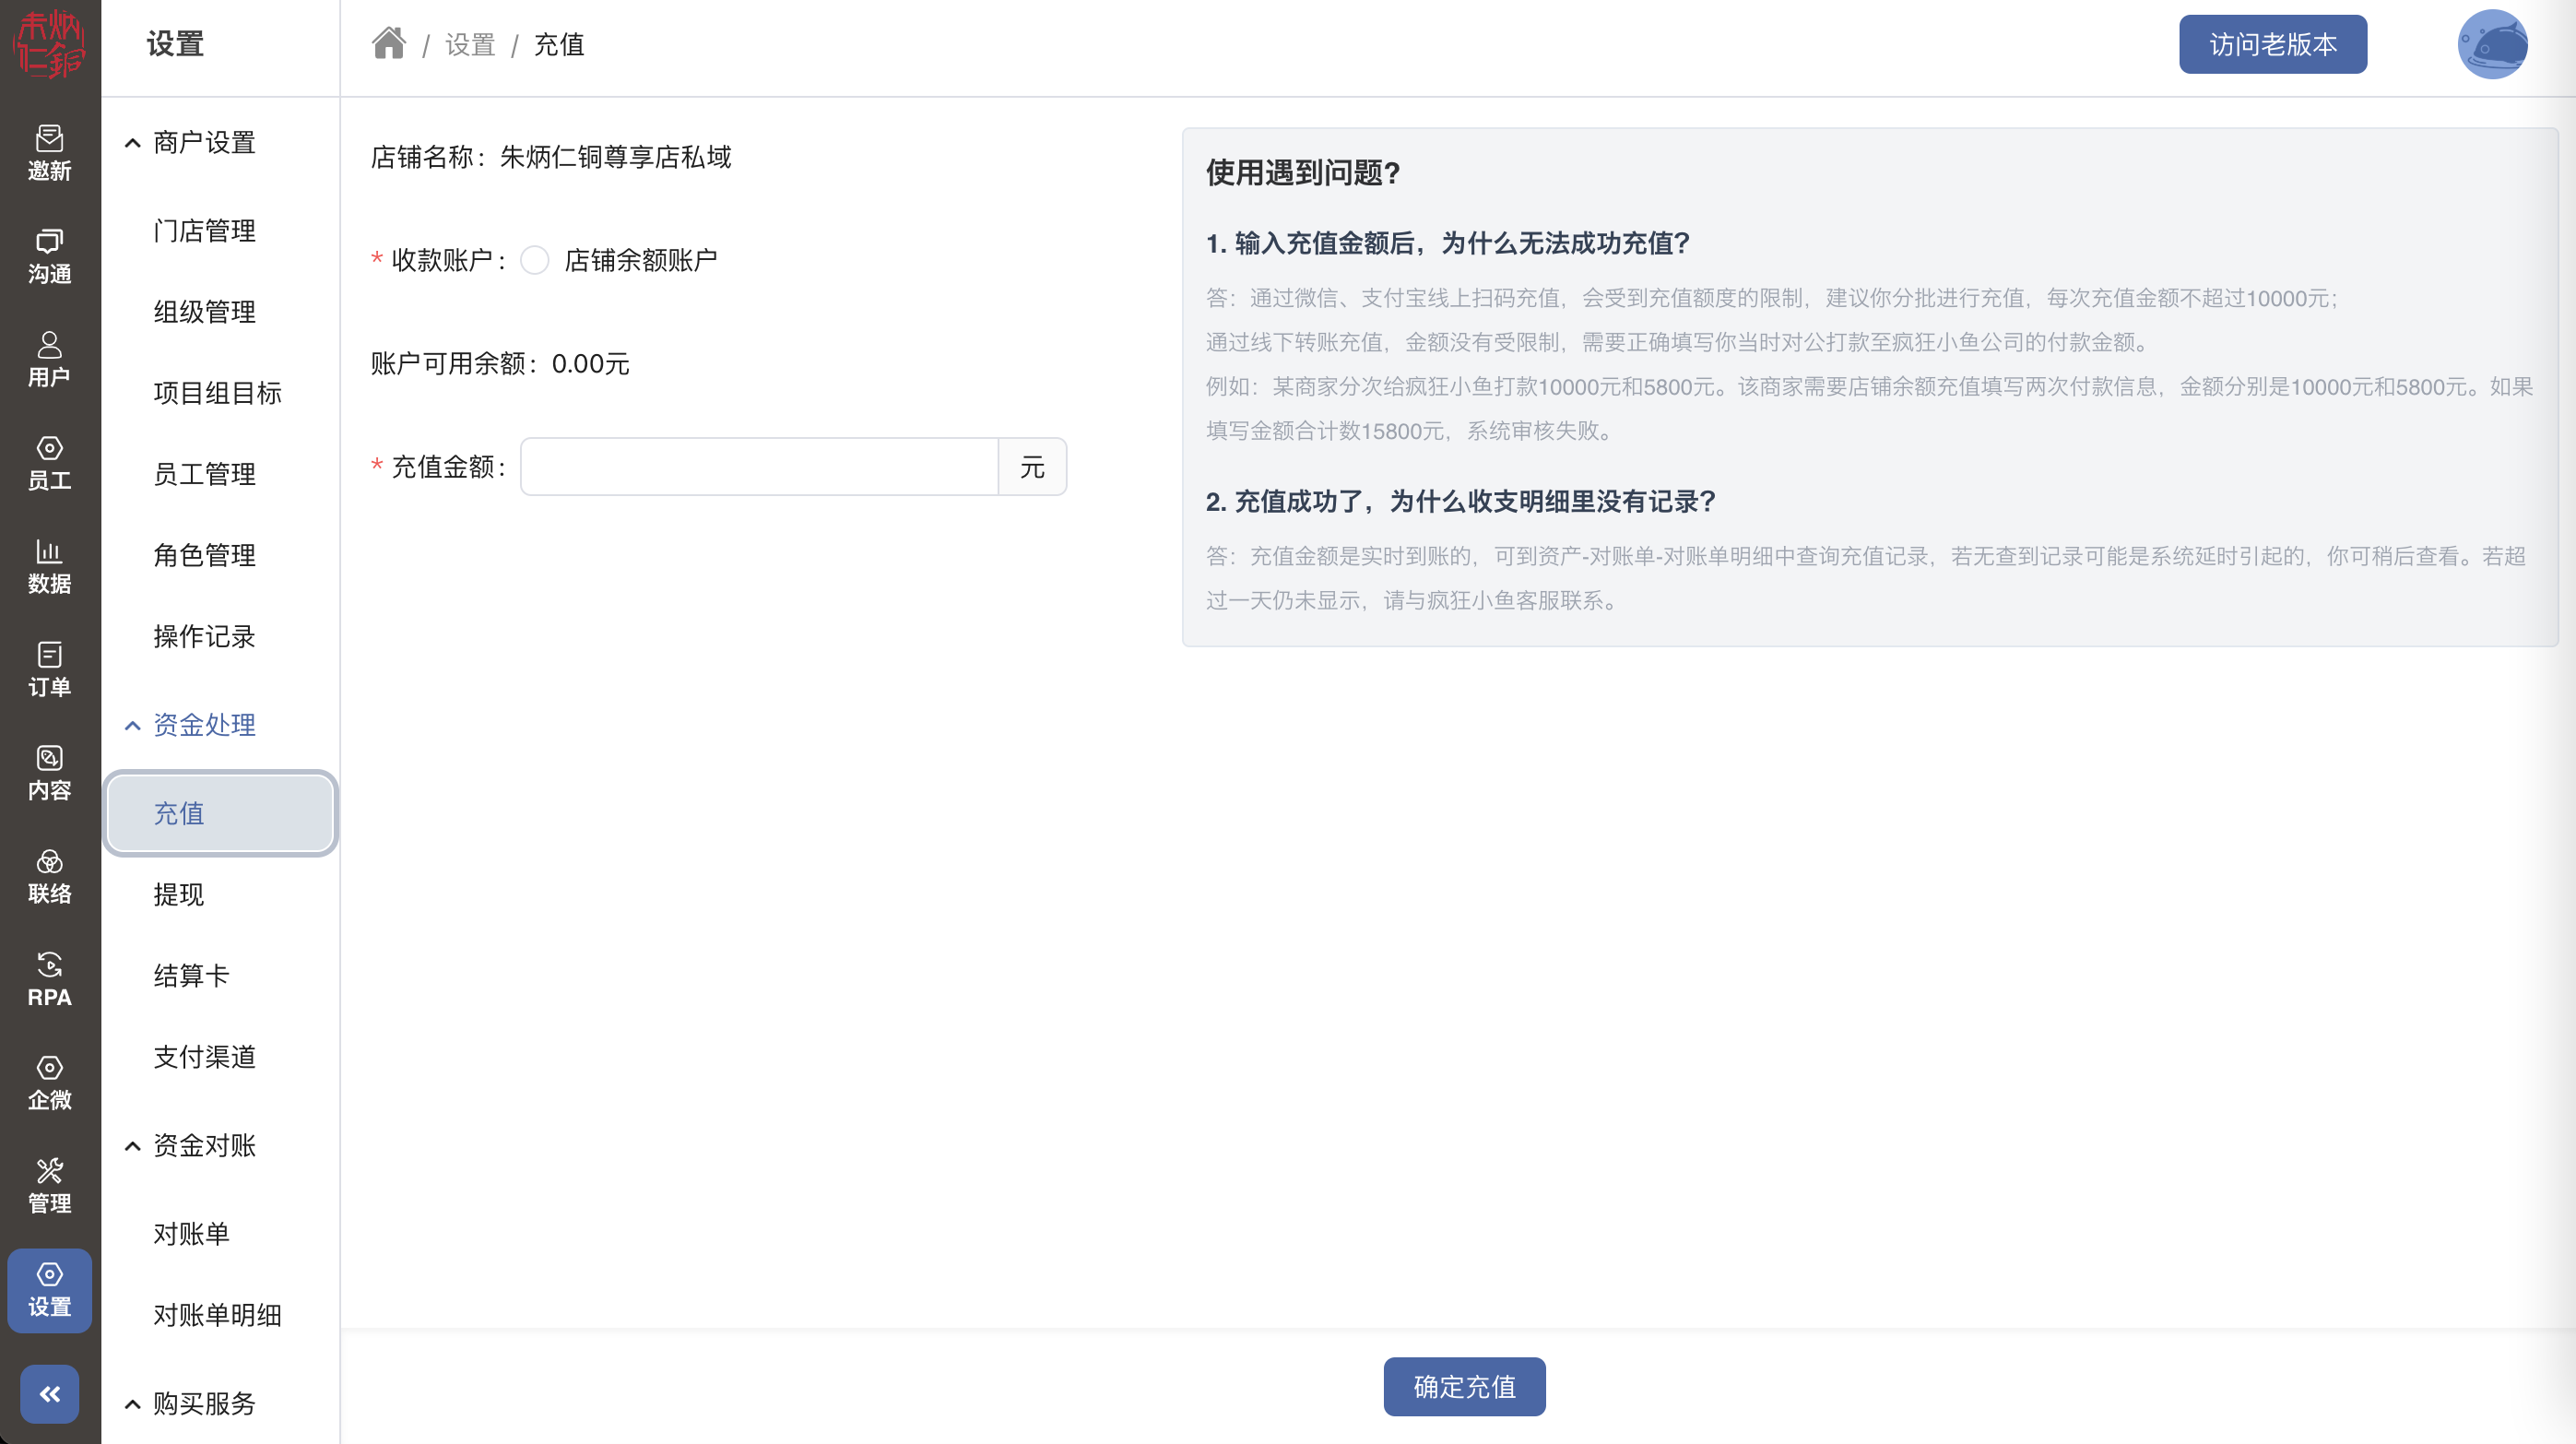 朱炳仁銅
邀新
沟通
用户
员工
数据
订单
内容
联络
RPA
企微
管理
设置
设置
商户设置
门店管理
组级管理
项目组目标
员工管理
角色管理
操作记录
资金处理
充值
提现
结算卡
支付渠道
资金对账
对账单
对账单明细
购买服务
/ 设置 / 充值
访问老版本
店铺名称：朱炳仁铜尊享店私域
* 收款账户： 店铺余额账户
账户可用余额：0.00元
* 充值金额： 元
使用遇到问题?
1. 输入充值金额后，为什么无法成功充值?
答：通过微信、支付宝线上扫码充值，会受到充值额度的限制，建议你分批进行充值，每次充值金额不超过10000元；
通过线下转账充值，金额没有受限制，需要正确填写你当时对公打款至疯狂小鱼公司的付款金额。
例如：某商家分次给疯狂小鱼打款10000元和5800元。该商家需要店铺余额充值填写两次付款信息，金额分别是10000元和5800元。如果
填写金额合计数15800元，系统审核失败。
2. 充值成功了，为什么收支明细里没有记录?
答：充值金额是实时到账的，可到资产-对账单-对账单明细中查询充值记录，若无查到记录可能是系统延时引起的，你可稍后查看。若超
过一天仍未显示，请与疯狂小鱼客服联系。
确定充值